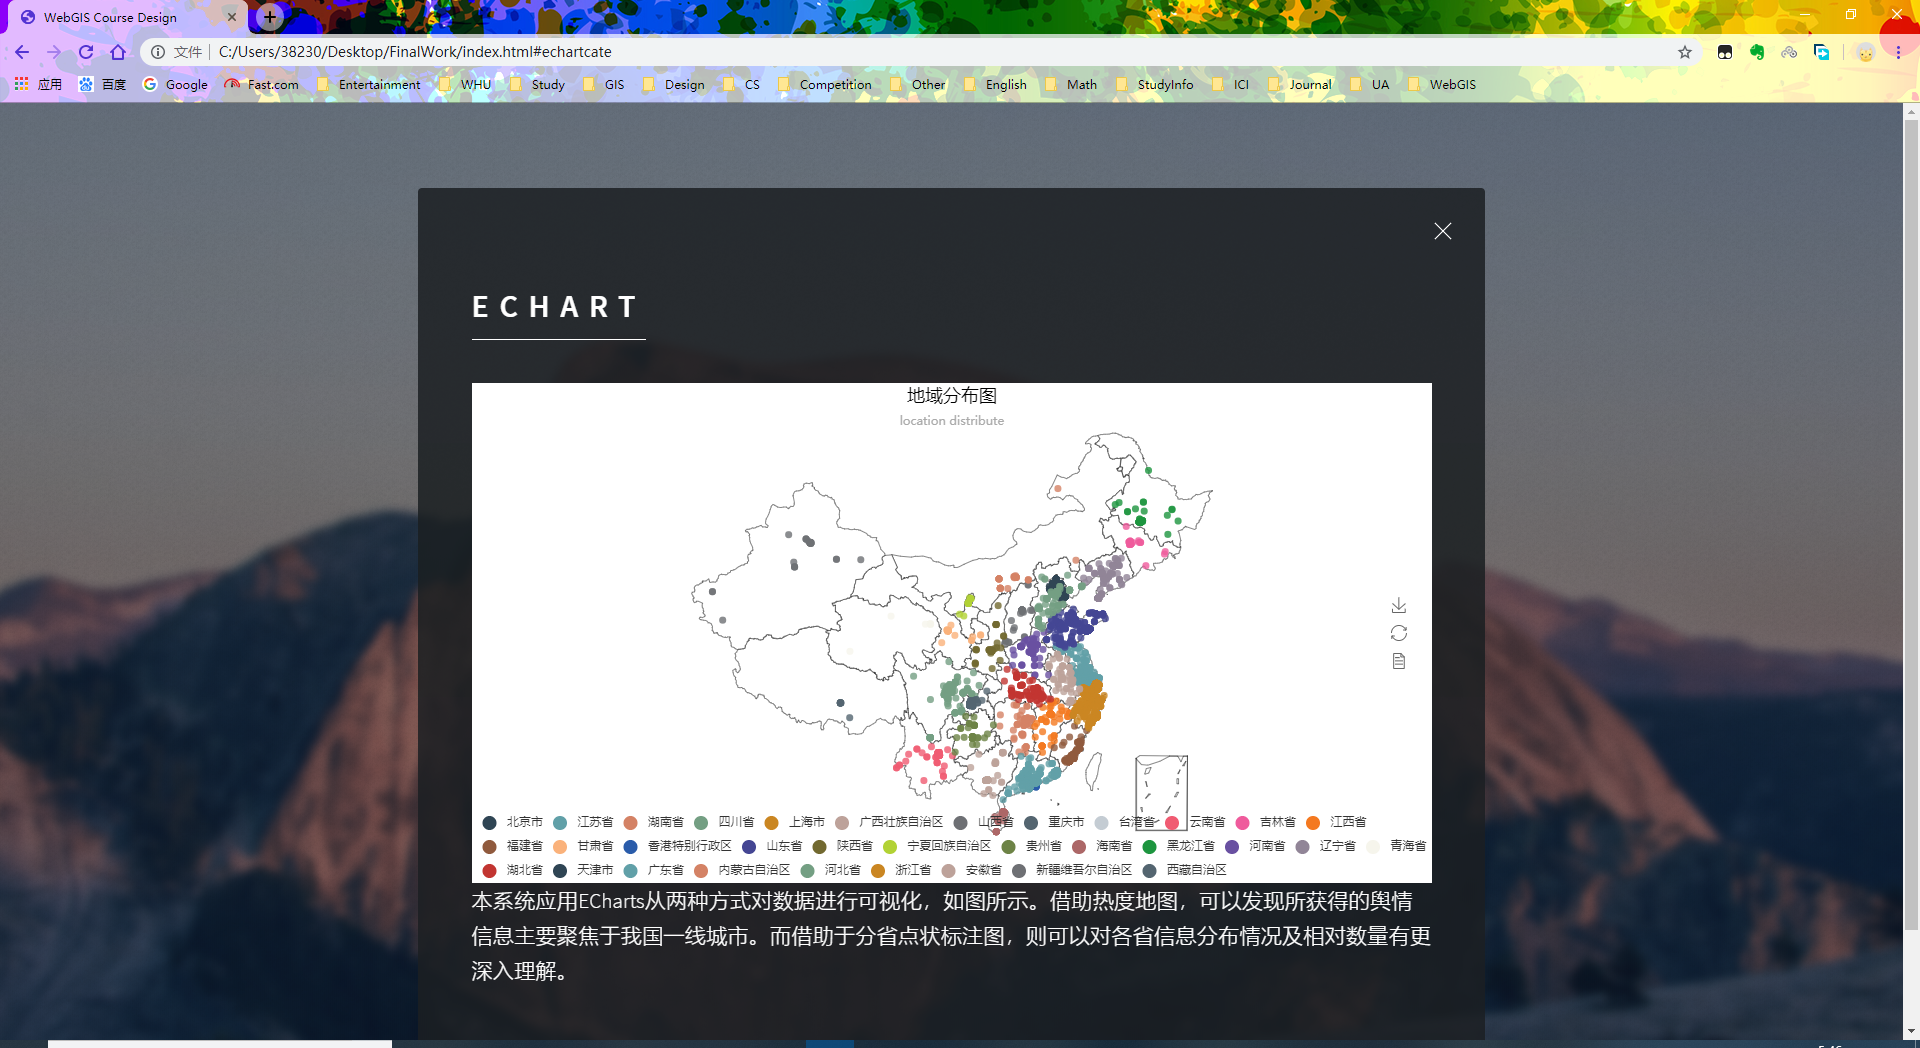 WebGIS Course Design
文件 C:/Users/38230/Desktop/FinalWork/index.html#echartcate
应用 百度 Google Fast.com Entertainment WHU Study GIS Design CS Competition Other English Math StudyInfo ICI Journal UA WebGIS
ECHART
地域分布图
location distribute
北京市 江苏省 湖南省 四川省 上海市 广西壮族自治区 山西省 重庆市 台湾省 云南省 吉林省 江西省
福建省 甘肃省 香港特别行政区 山东省 陕西省 宁夏回族自治区 贵州省 海南省 黑龙江省 河南省 辽宁省 青海省
湖北省 天津市 广东省 内蒙古自治区 河北省 浙江省 安徽省 新疆维吾尔自治区 西藏自治区
本系统应用ECharts从两种方式对数据进行可视化，如图所示。借助热度地图，可以发现所获得的舆情
信息主要聚焦于我国一线城市。而借助于分省点状标注图，则可以对各省信息分布情况及相对数量有更
深入理解。